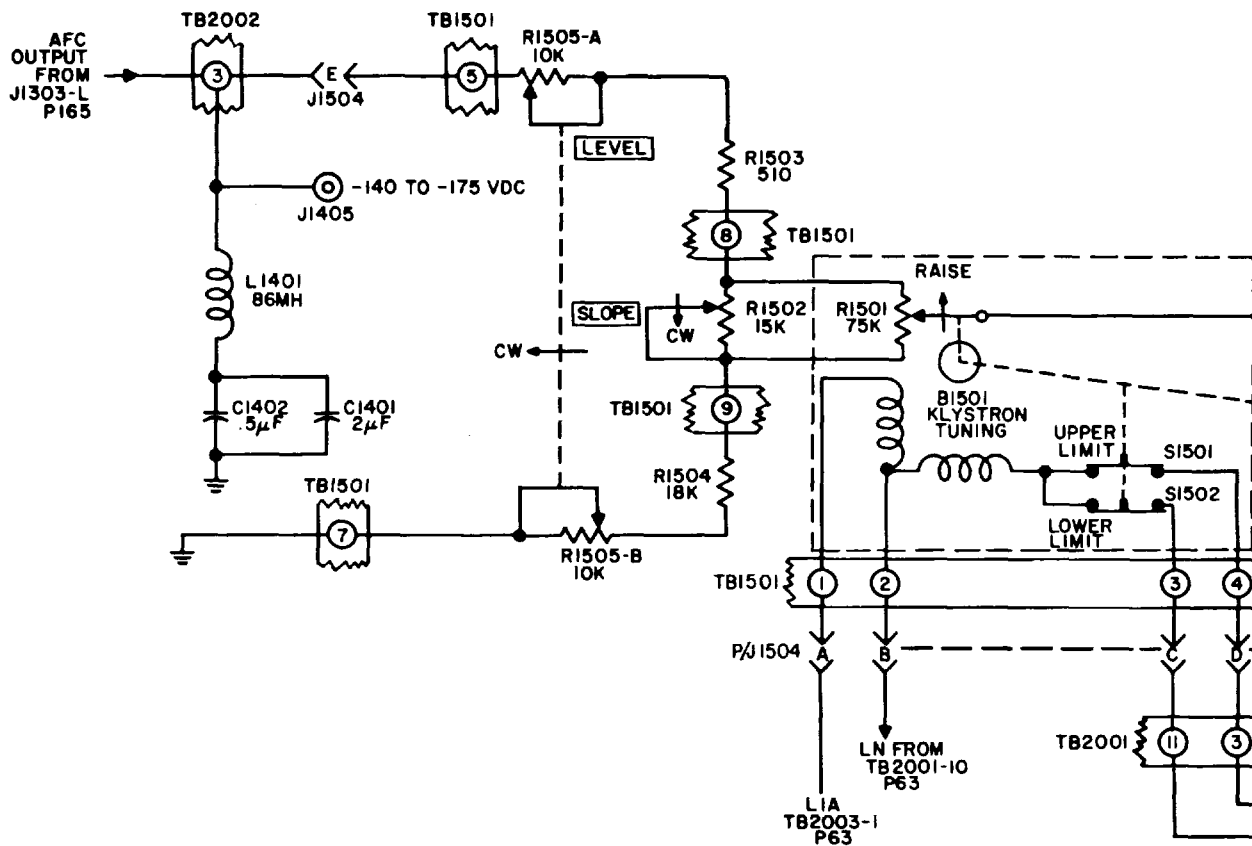 TB2002
TB1501
AFC
OUTPUT
FROM
J1303-L
P165
3
E
J1504
5
R1505-A
10K
LEVEL
R1503
510
-140 TO -175 VDC
J1405
8
TB1501
L1401
86MH
RAISE
SLOPE
CW
R1502
15K
R1501
75K
CW
B1501
KLYSTRON
TUNING
C1402
.5µF
C1401
2µF
TB1501
9
UPPER
LIMIT
S1501
S1502
LOWER
LIMIT
R1504
18K
TB1501
7
R1505-B
10K
TB1501
1
2
3
4
P/J1504
A
B
C
D
TB2001
11
3
LN FROM
TB2001-10
P63
L1A
TB2003-1
P63